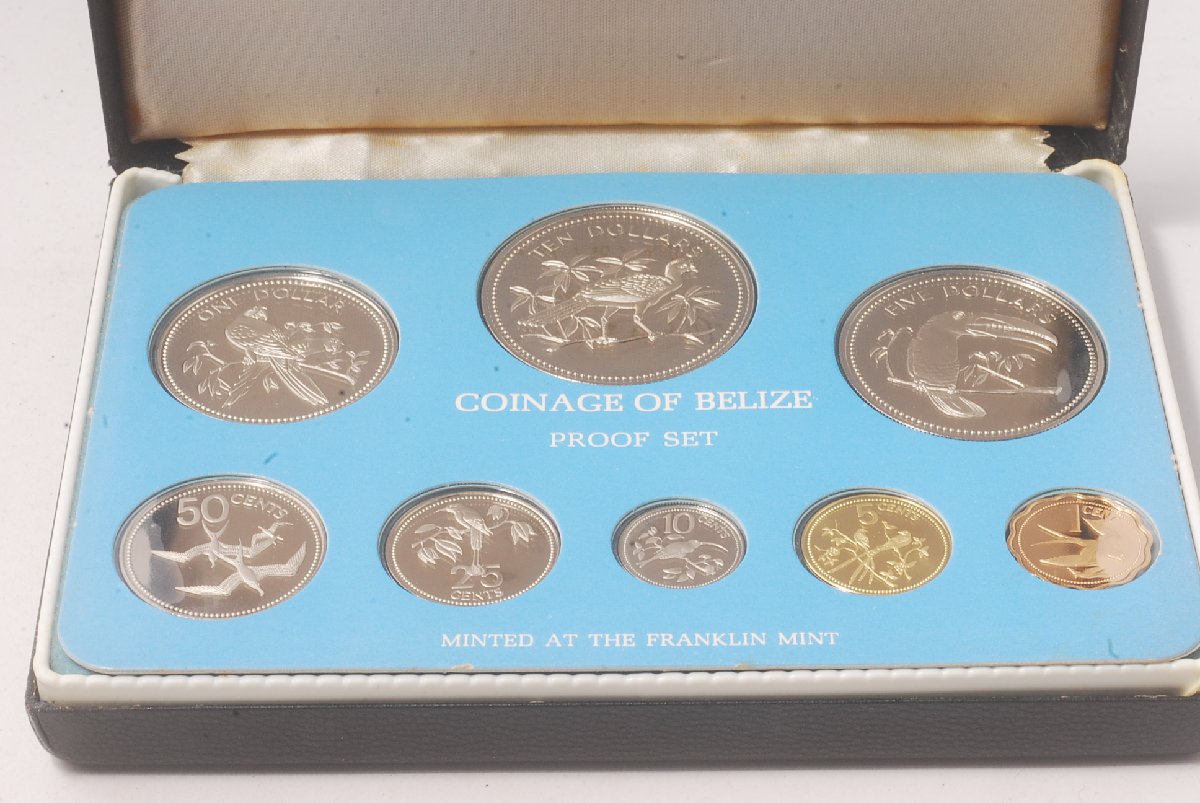 TEN DOLLARS
ONE DOLLAR
FIVE DOLLARS
COINAGE OF BELIZE
PROOF SET
50 CENTS
25
CENTS
10 CENTS
5 CENTS
1 CENT
MINTED AT THE FRANKLIN MINT